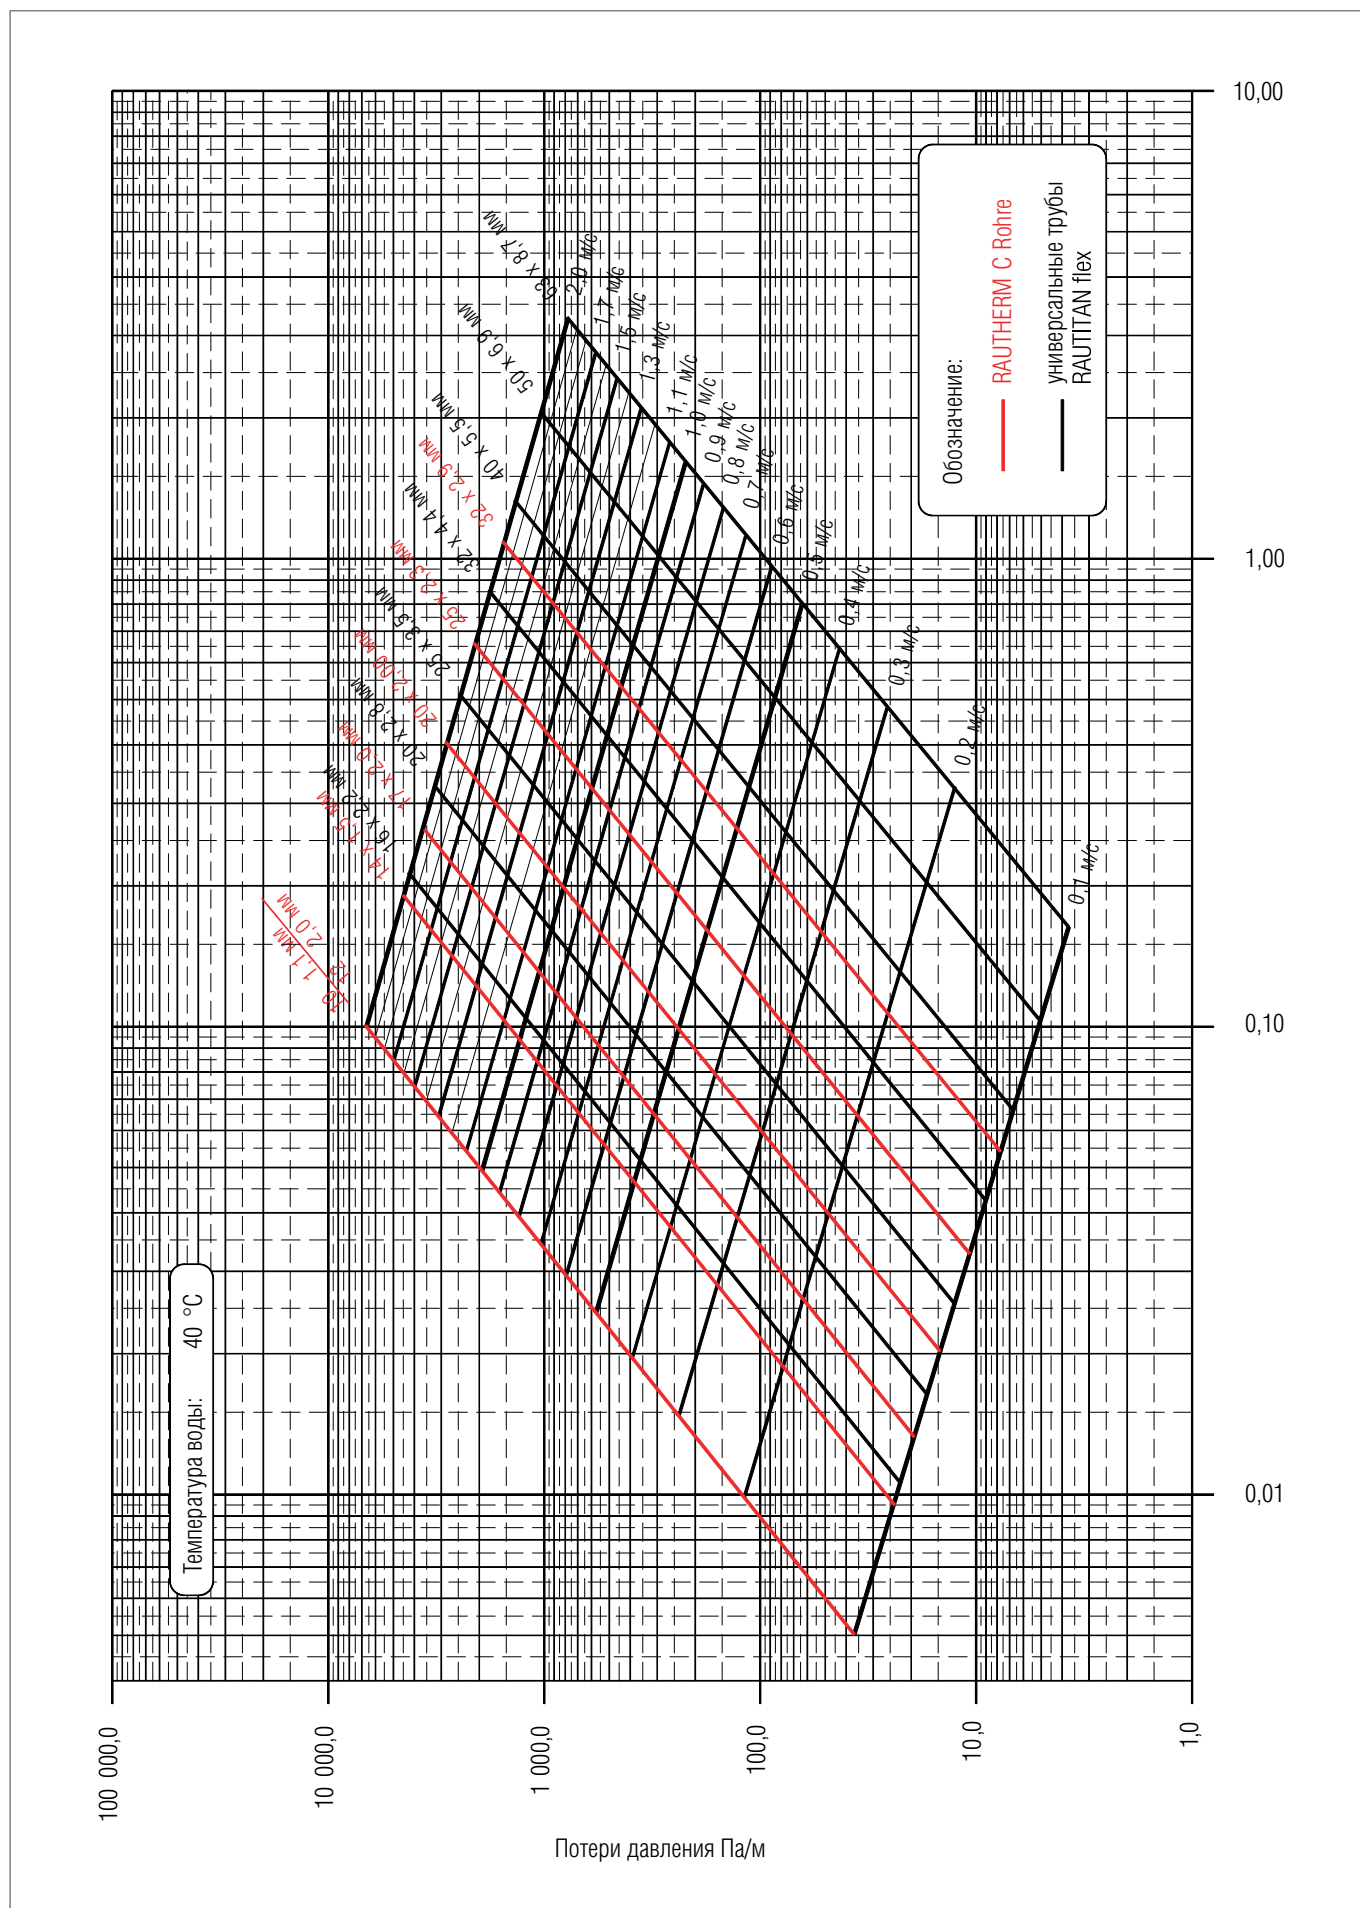 Температура воды: 40 °C
10 1,1 мм
12 2,0 мм
14 x 1,5 мм
16 x 2,2 мм
17 x 2,0 мм
20 x 2,8 мм
20 x 2,00 мм
25 x 3,5 мм
25 x 2,3 мм
32 x 4,4 мм
32 x 2,9 мм
40 x 5,5 мм
50 x 6,9 мм
63 x 8,7 мм
2,0 м/с
1,7 м/с
1,5 м/с
1,3 м/с
1,1 м/с
1,0 м/с
0,9 м/с
0,8 м/с
0,7 м/с
0,6 м/с
0,5 м/с
0,4 м/с
0,3 м/с
0,2 м/с
0,1 м/с
Обозначение:
RAUTHERM C Rohre
универсальные трубы
RAUTITAN flex
10,00
1,00
0,10
0,01
100 000,0
10 000,0
1 000,0
100,0
10,0
1,0
Потери давления Па/м